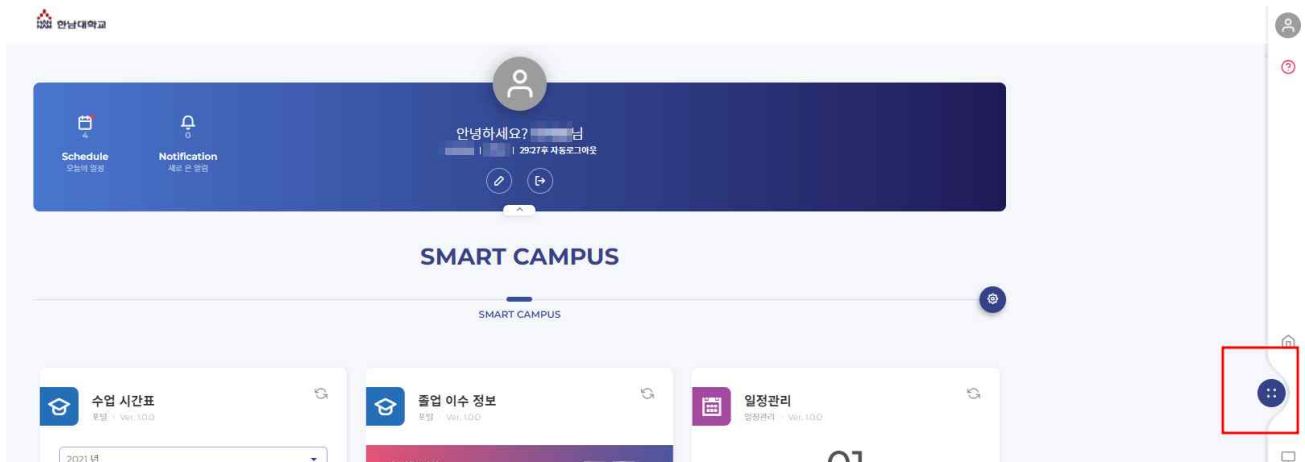 한남대학교
안녕하세요? 님
| | 29:27후 자동로그아웃
4
0
Schedule
Notification
오늘의 일정
새로 온 알림
SMART CAMPUS
SMART CAMPUS
수업 시간표
포털 · Ver. 1.0.0
졸업 이수 정보
포털 · Ver. 1.0.0
일정관리
일정관리 · Ver. 1.0.0
2021 년
01